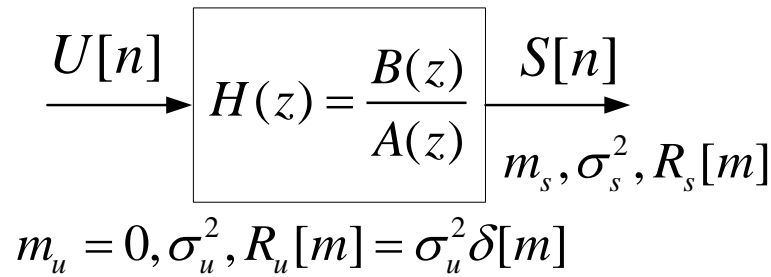 U[n]
H(z) = B(z) / A(z)
S[n]
m_s, σ_s^2, R_s[m]
m_u = 0, σ_u^2, R_u[m] = σ_u^2 δ[m]